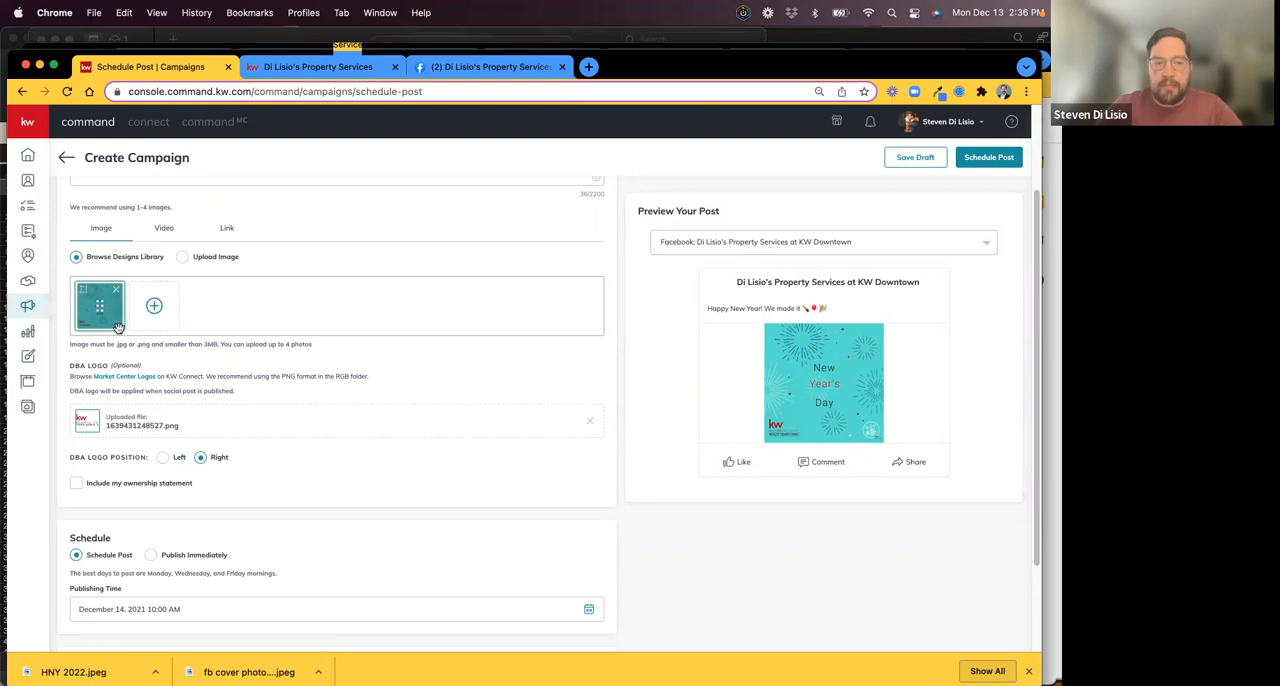 Chrome File Edit View History Bookmarks Profiles Tab Window Help Mon Dec 13 2:36 PM
Search
Service
Schedule Post | Campaigns Di Lisio's Property Services (2) Di Lisio's Property Service
console.command.kw.com/command/campaigns/schedule-post
Steven Di Lisio
kw command connect command MC Steven Di Lisio
Create Campaign Save Draft Schedule Post
36/2200
We recommend using 1-4 images.
Image Video Link
Browse Designs Library Upload Image
Image must be .jpg or .png and smaller than 3MB. You can upload up to 4 photos
DBA LOGO (Optional)
Browse Market Center Logos on KW Connect. We recommend using the PNG format in the RGB folder.
DBA logo will be applied when social post is published.
kw
Uploaded file:
1639431248527.png
DBA LOGO POSITION: Left Right
Include my ownership statement
Schedule
Schedule Post Publish Immediately
The best days to post are Monday, Wednesday, and Friday mornings.
Publishing Time
December 14, 2021 10:00 AM
Preview Your Post
Facebook: Di Lisio's Property Services at KW Downtown
Di Lisio's Property Services at KW Downtown
Happy New Year! We made it 🍾🎈🎉
New
Year's
Day
kw
Like Comment Share
HNY 2022.jpeg fb cover photo....jpeg Show All